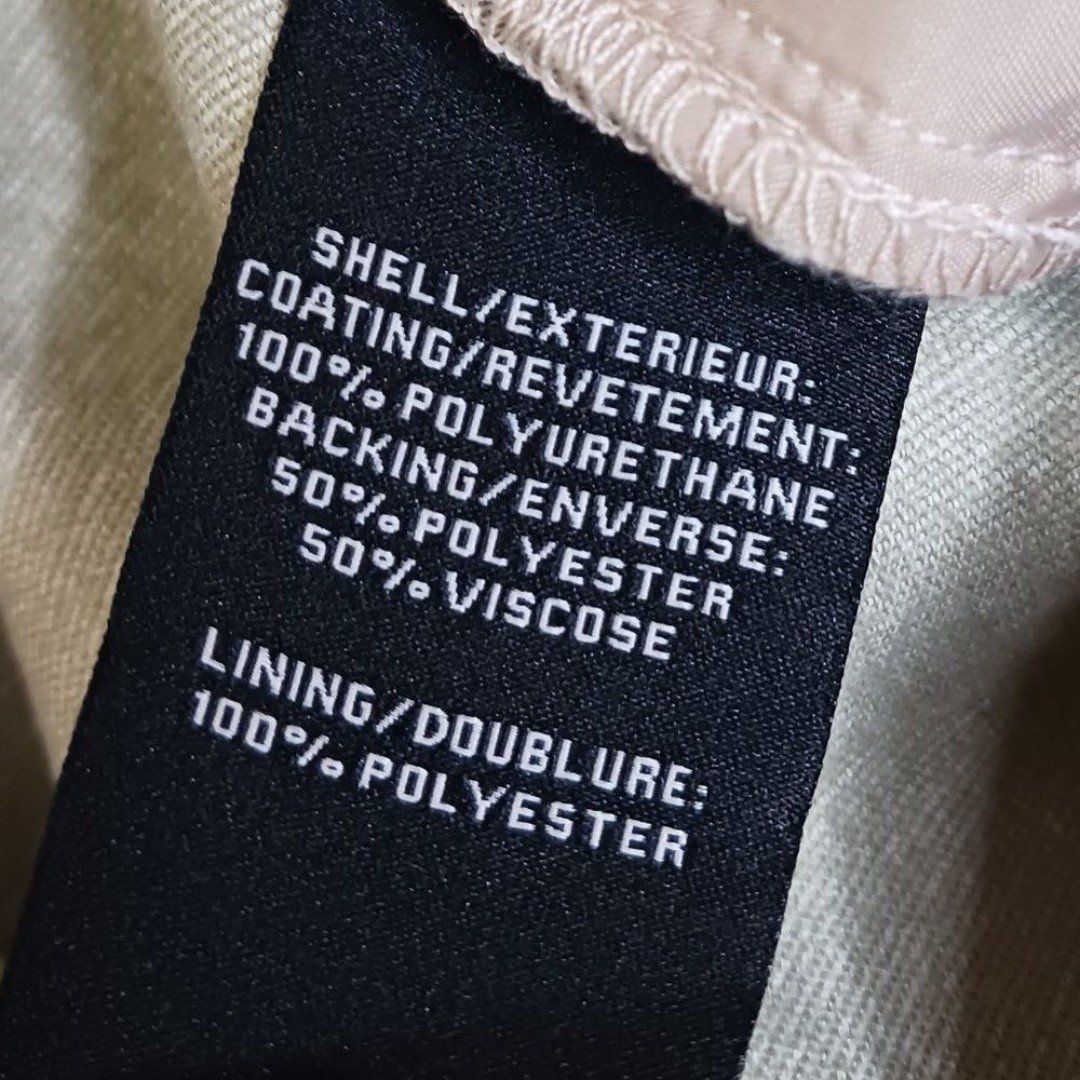 SHELL/EXTERIEUR:
COATING/REVETEMENT:
100% POLYURETHANE
BACKING/ENVERSE:
50% POLYESTER
50% VISCOSE
LINING/DOUBLURE:
100% POLYESTER